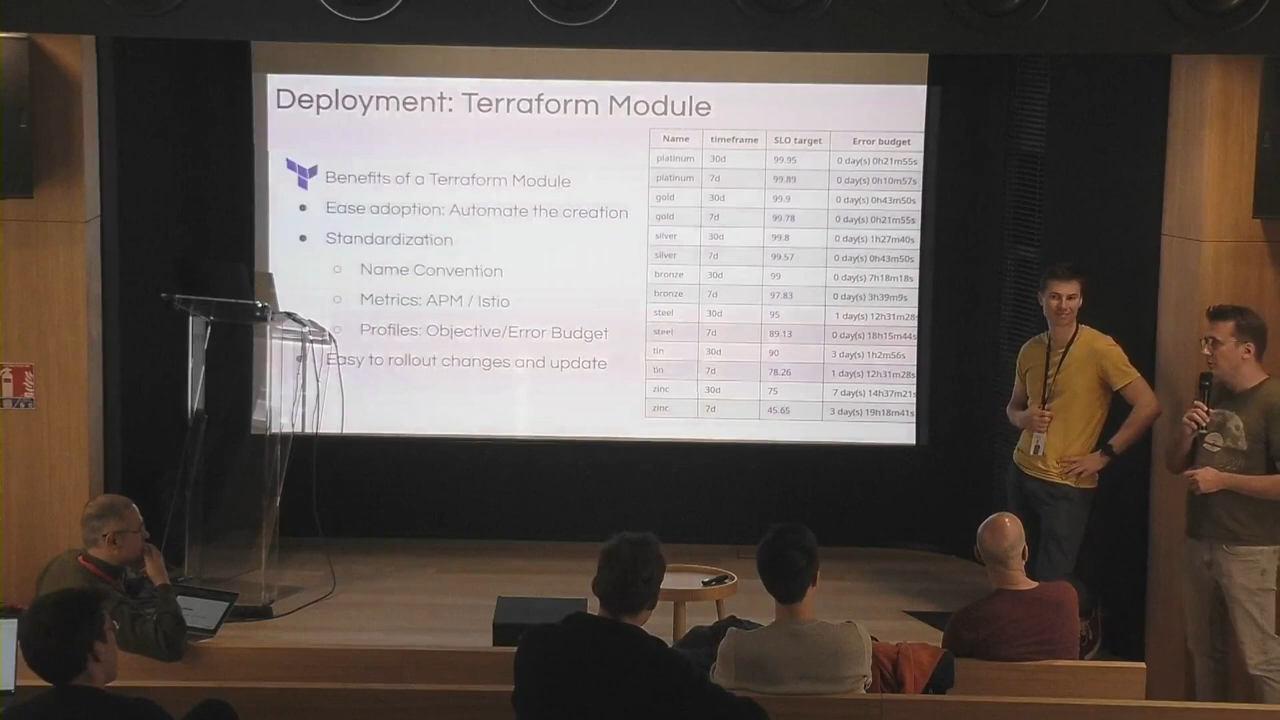 Deployment: Terraform Module
Benefits of a Terraform Module
Ease adoption: Automate the creation
Standardization
Name Convention
Metrics: APM / Istio
Profiles: Objective/Error Budget
Easy to rollout changes and update
Name timeframe SLO target Error budget
platinum 30d 99.95 0 day(s) 0h21m55s
platinum 7d 99.89 0 day(s) 0h10m57s
gold 30d 99.9 0 day(s) 0h43m50s
gold 7d 99.78 0 day(s) 0h21m55s
silver 30d 99.8 0 day(s) 1h27m40s
silver 7d 99.57 0 day(s) 0h43m50s
bronze 30d 99 0 day(s) 7h18m18s
bronze 7d 97.83 0 day(s) 3h39m9s
steel 30d 95 1 day(s) 12h31m28s
steel 7d 89.13 0 day(s) 18h15m44s
tin 30d 90 3 day(s) 1h2m56s
tin 7d 78.26 1 day(s) 12h31m28s
zinc 30d 75 7 day(s) 14h37m21s
zinc 7d 45.65 3 day(s) 19h18m41s